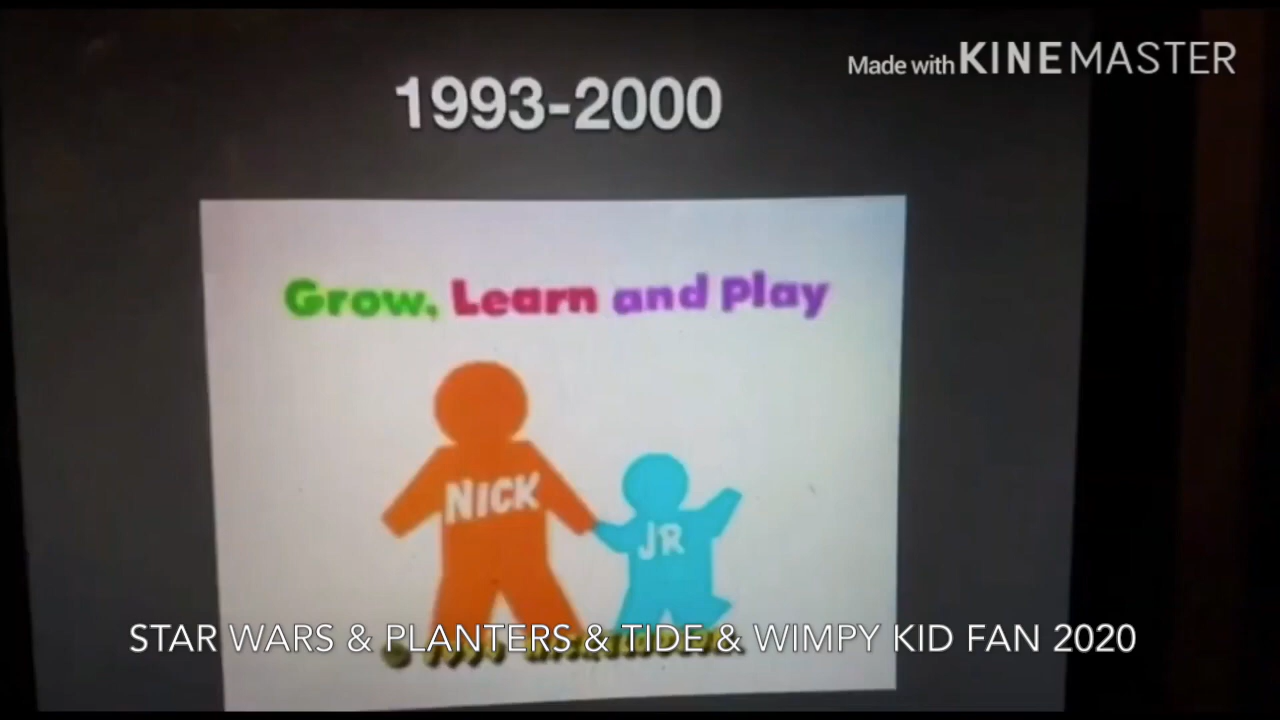 Made with KINEMASTER
1993-2000
Grow, Learn and Play
NICK
JR
STAR WARS & PLANTERS & TIDE & WIMPY KID FAN 2020